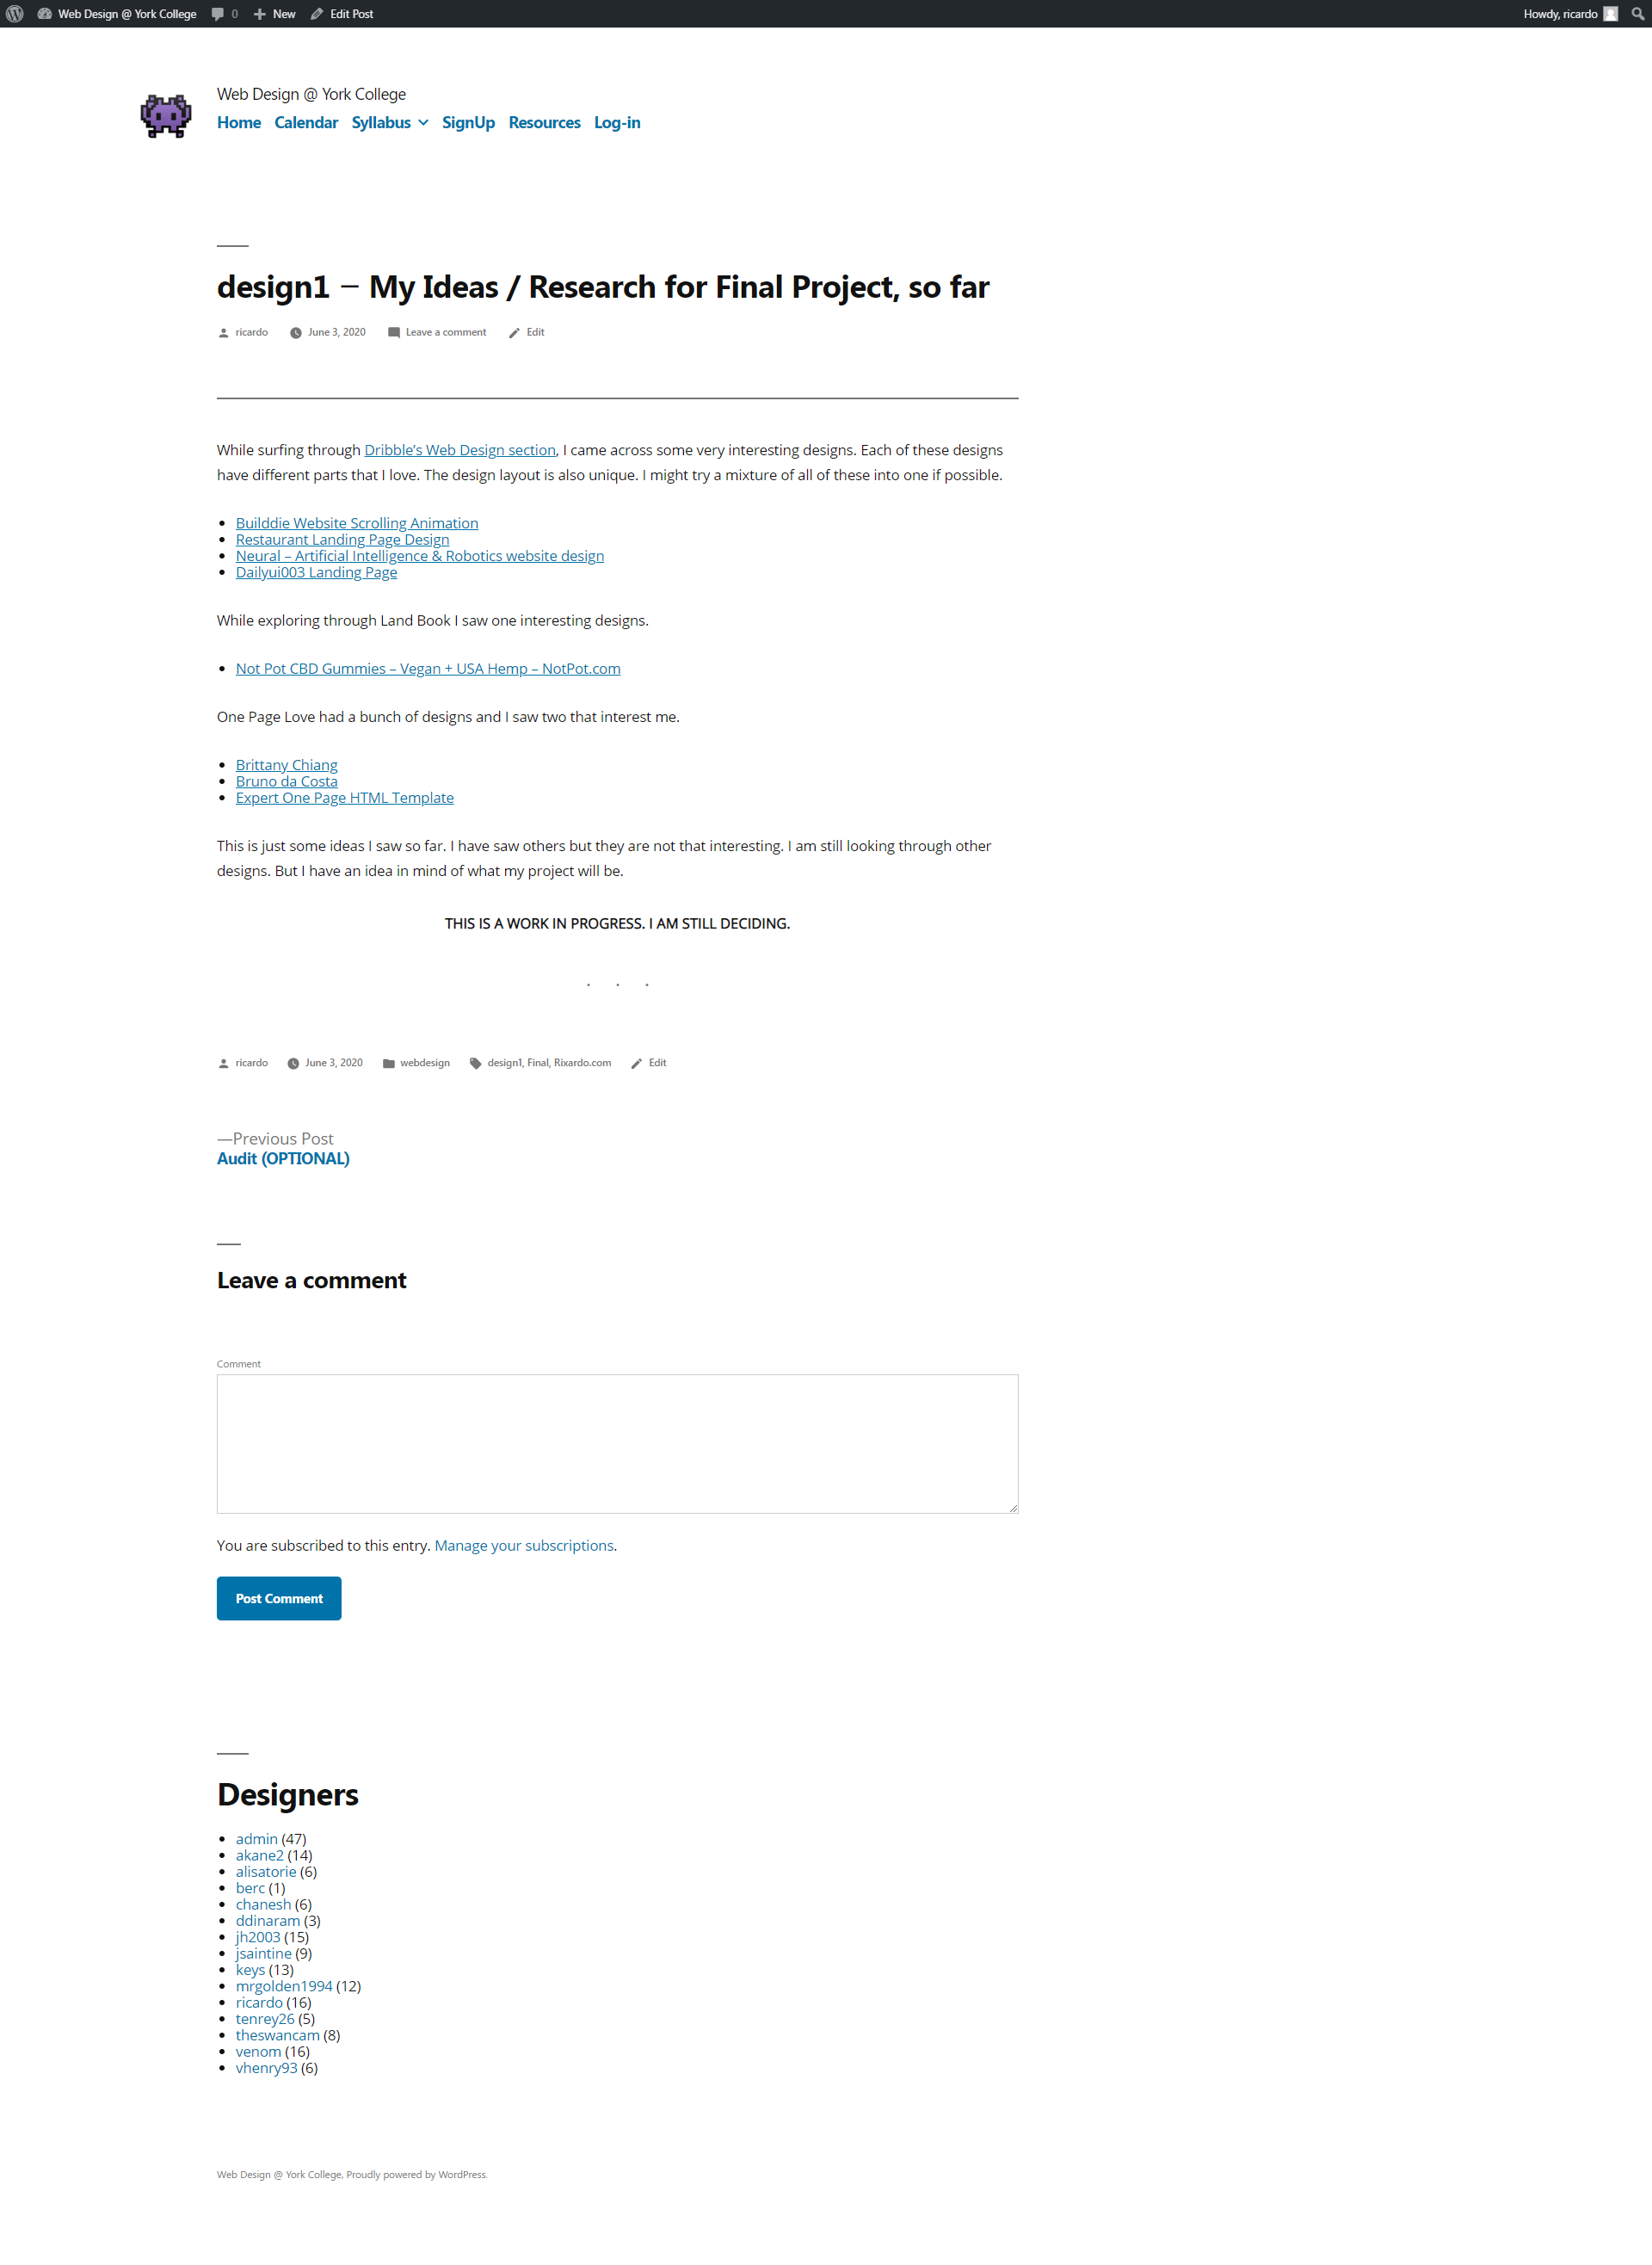 Web Design @ York College 0 New Edit Post Howdy, ricardo
Web Design @ York College
Home Calendar Syllabus SignUp Resources Log-in
design1 – My Ideas / Research for Final Project, so far
ricardo June 3, 2020 Leave a comment Edit
While surfing through Dribble’s Web Design section, I came across some very interesting designs. Each of these designs
have different parts that I love. The design layout is also unique. I might try a mixture of all of these into one if possible.
• Builddie Website Scrolling Animation
• Restaurant Landing Page Design
• Neural – Artificial Intelligence & Robotics website design
• Dailyui003 Landing Page
While exploring through Land Book I saw one interesting designs.
• Not Pot CBD Gummies – Vegan + USA Hemp – NotPot.com
One Page Love had a bunch of designs and I saw two that interest me.
• Brittany Chiang
• Bruno da Costa
• Expert One Page HTML Template
This is just some ideas I saw so far. I have saw others but they are not that interesting. I am still looking through other
designs. But I have an idea in mind of what my project will be.
THIS IS A WORK IN PROGRESS. I AM STILL DECIDING.
. . .
ricardo June 3, 2020 webdesign design1, Final, Rixardo.com Edit
—Previous Post
Audit (OPTIONAL)
Leave a comment
Comment
You are subscribed to this entry. Manage your subscriptions.
Post Comment
Designers
• admin (47)
• akane2 (14)
• alisatorie (6)
• berc (1)
• chanesh (6)
• ddinaram (3)
• jh2003 (15)
• jsaintine (9)
• keys (13)
• mrgolden1994 (12)
• ricardo (16)
• tenrey26 (5)
• theswancam (8)
• venom (16)
• vhenry93 (6)
Web Design @ York College, Proudly powered by WordPress.